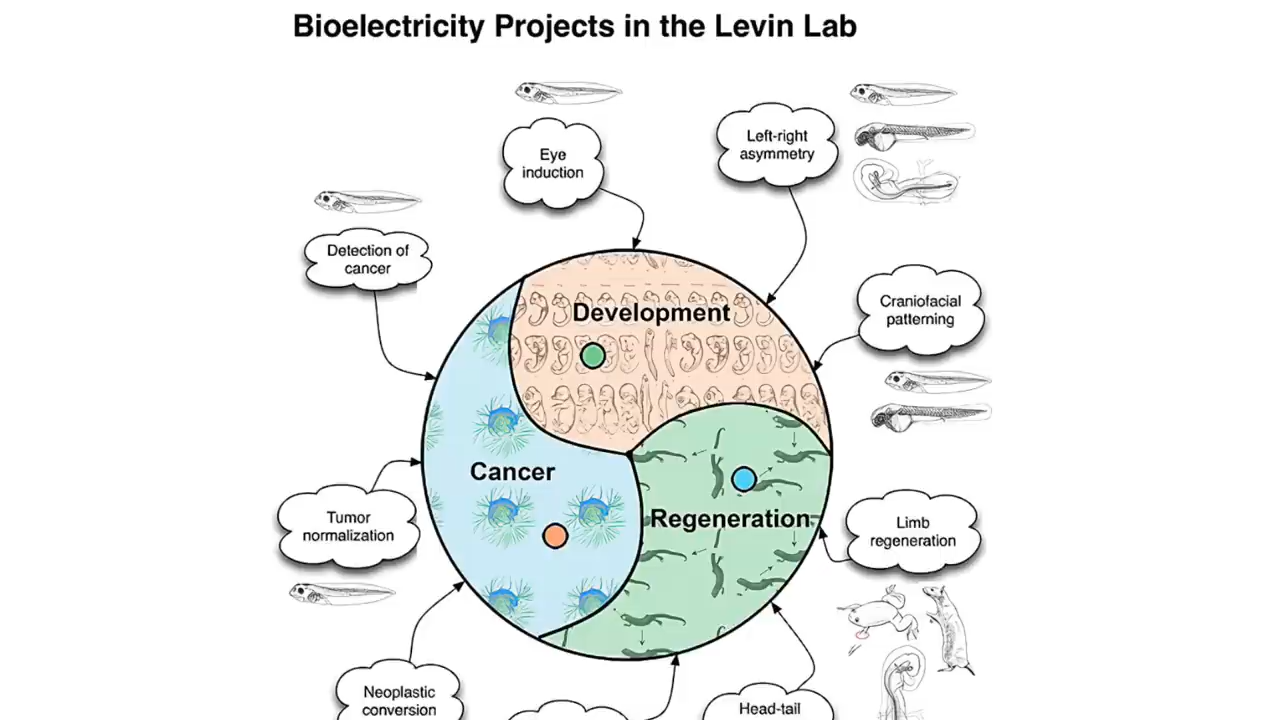 Bioelectricity Projects in the Levin Lab
Eye
induction
Left-right
asymmetry
Detection of
cancer
Craniofacial
patterning
Development
Cancer
Regeneration
Tumor
normalization
Limb
regeneration
Neoplastic
conversion
Head-tail